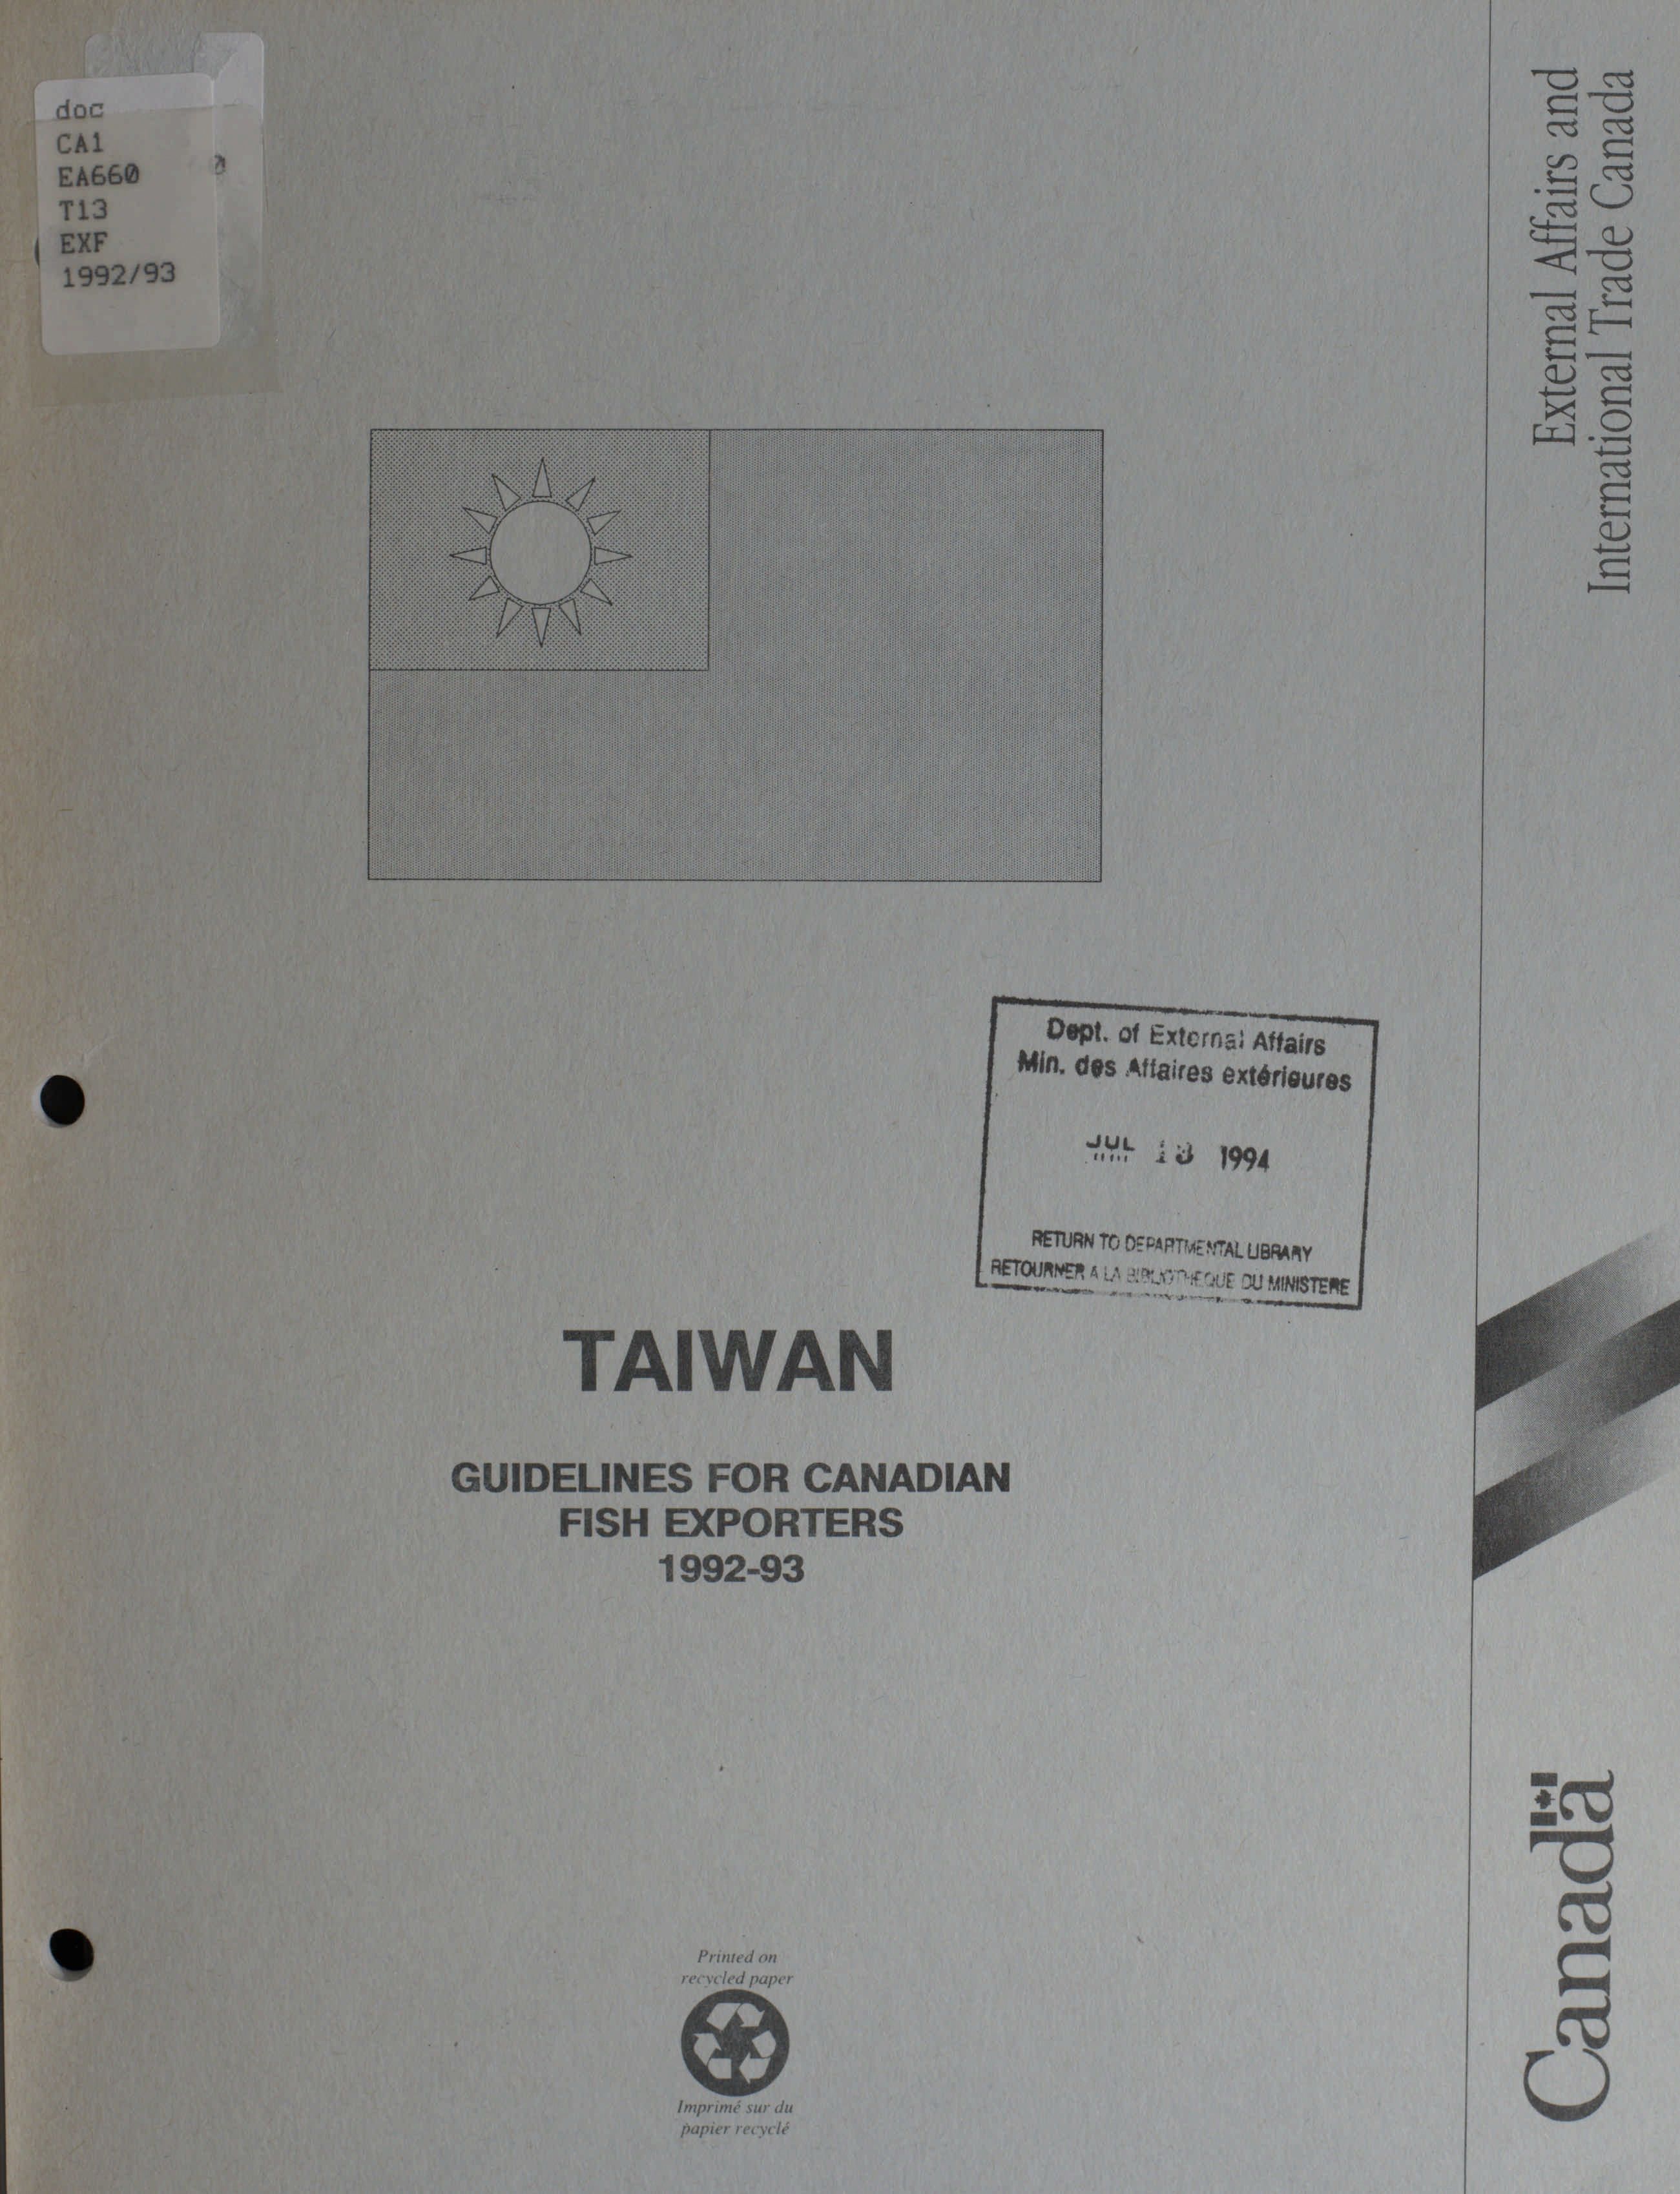 doc
CA1
EA660
T13
EXF
1992/93
External Affairs and
International Trade Canada
Dept. of External Affairs
Min. des Affaires extérieures
JUL 18 1994
RETURN TO DEPARTMENTAL LIBRARY
RETOURNER A LA BIBLIOTHEQUE DU MINISTERE
TAIWAN
GUIDELINES FOR CANADIAN
FISH EXPORTERS
1992-93
Canada
Printed on
recycled paper
Imprimé sur du
papier recyclé